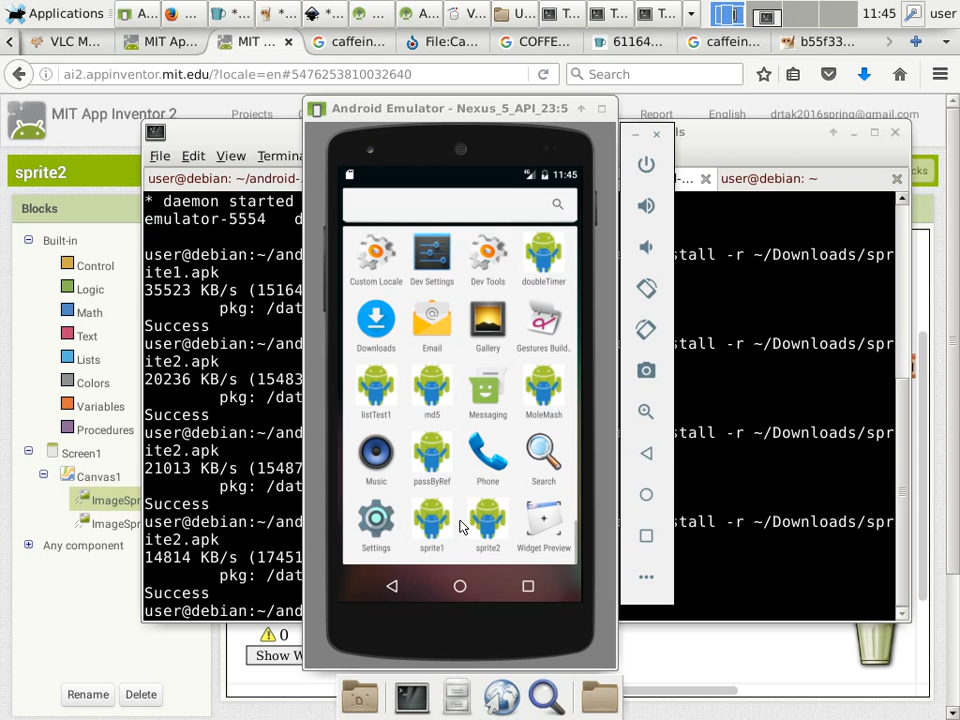 Applications
A...
F...
*...
*...
*...
A...
A...
V...
U...
T...
T...
T...
11:45
user
VLC M...
MIT Ap...
MIT ...
caffein...
File:Ca...
COFFE...
61164...
caffein...
b55f33...
ai2.appinventor.mit.edu/?locale=en#5476253810032640
Search
MIT App Inventor 2
Projects
Report
English
drtak2016spring@gmail.com
Android Emulator - Nexus_5_API_23:5
sprite2
Blocks
Built-in
Control
Logic
Math
Text
Lists
Colors
Variables
Procedures
Screen1
Canvas1
ImageSpr
ImageSpr
Any component
Rename
Delete
File Edit View Termina
user@debian: ~/android-
d-...
user@debian: ~
* daemon started
emulator-5554 d
user@debian:~/and
stall -r ~/Downloads/spr
ite1.apk
35523 KB/s (15164
pkg: /dat
Success
user@debian:~/and
stall -r ~/Downloads/spr
ite2.apk
20236 KB/s (15483
pkg: /dat
Success
user@debian:~/and
stall -r ~/Downloads/spr
ite2.apk
21013 KB/s (15487
pkg: /dat
Success
user@debian:~/and
stall -r ~/Downloads/spr
ite2.apk
14814 KB/s (17451
pkg: /dat
Success
user@debian:~/and
11:45
Custom Locale Dev Settings Dev Tools doubleTimer
Downloads Email Gallery Gestures Build..
listTest1 md5 Messaging MoleMash
Music passByRef Phone Search
Settings sprite1 sprite2 Widget Preview
0
Show W